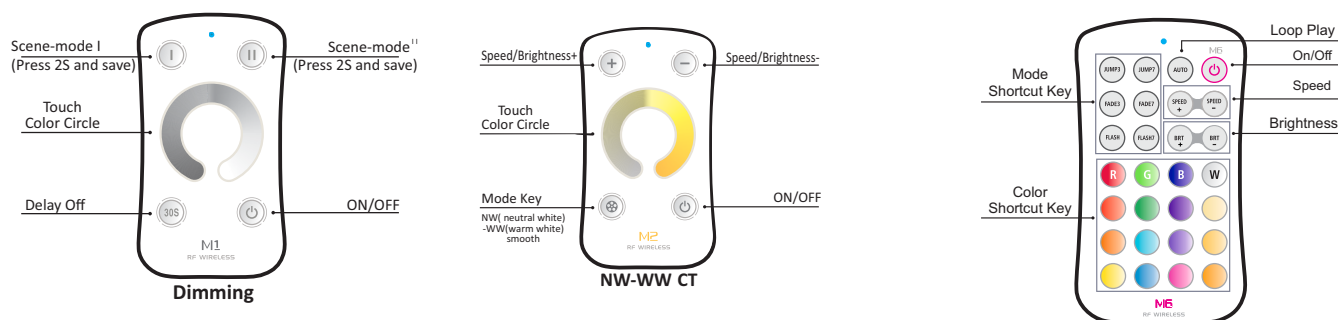 Scene-mode I
(Press 2S and save)
Scene-mode II
(Press 2S and save)
I
II
Touch
Color Circle
Delay Off
30S
ON/OFF
M1
RF WIRELESS
Dimming
Speed/Brightness+
+
-
Speed/Brightness-
Touch
Color Circle
Mode Key
NW( neutral white)
-WW(warm white)
smooth
ON/OFF
M2
RF WIRELESS
NW-WW CT
Loop Play
M6
On/Off
Mode
Shortcut Key
JUMP3 JUMP7 AUTO
Speed
FADE3 FADE7 SPEED + SPEED -
Brightness
FLASH FLASH7 BRT + BRT -
R G B W
Color
Shortcut Key
M6
RF WIRELESS